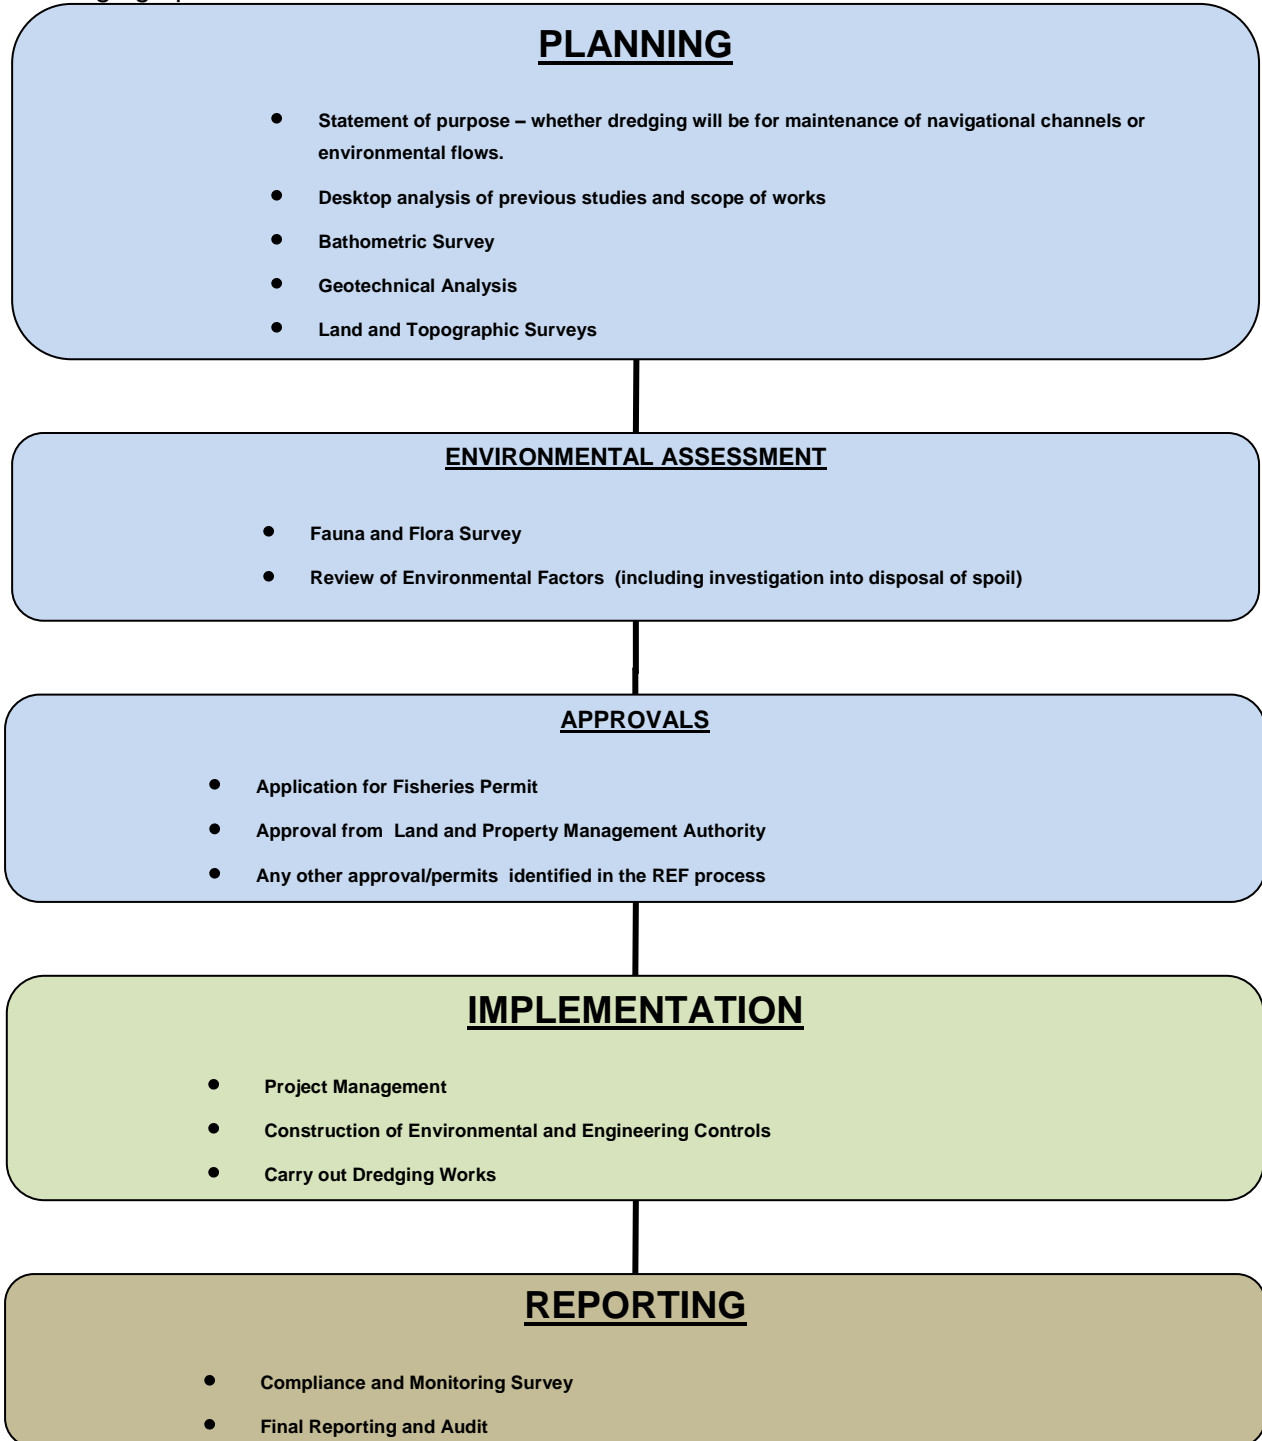 PLANNING
• Statement of purpose – whether dredging will be for maintenance of navigational channels or
environmental flows.
• Desktop analysis of previous studies and scope of works
• Bathometric Survey
• Geotechnical Analysis
• Land and Topographic Surveys
ENVIRONMENTAL ASSESSMENT
• Fauna and Flora Survey
• Review of Environmental Factors (including investigation into disposal of spoil)
APPROVALS
• Application for Fisheries Permit
• Approval from Land and Property Management Authority
• Any other approval/permits identified in the REF process
IMPLEMENTATION
• Project Management
• Construction of Environmental and Engineering Controls
• Carry out Dredging Works
REPORTING
• Compliance and Monitoring Survey
• Final Reporting and Audit